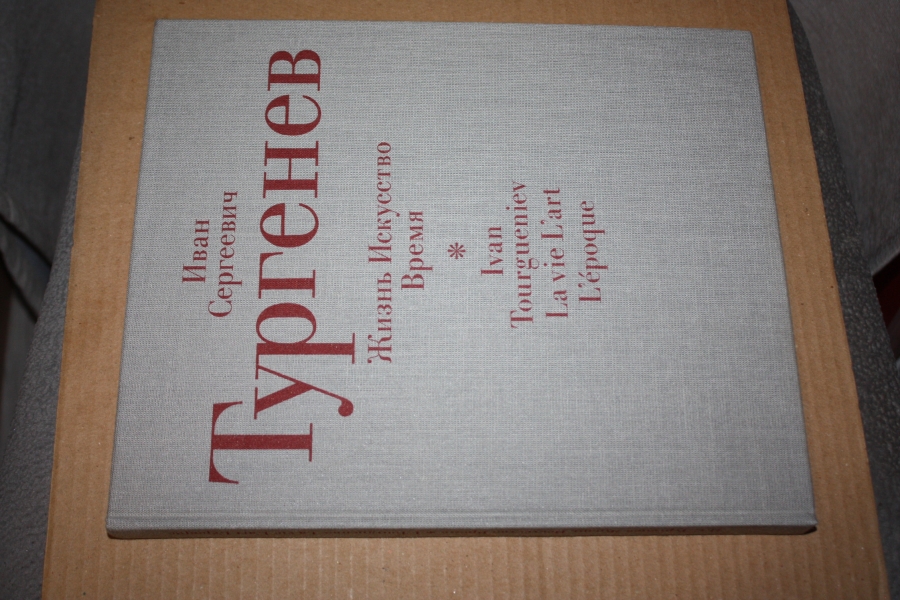 Иван
Сергеевич
Тургенев
Жизнь Искусство
Время
*
Ivan
Tourgueniev
La vie L'art
L'époque